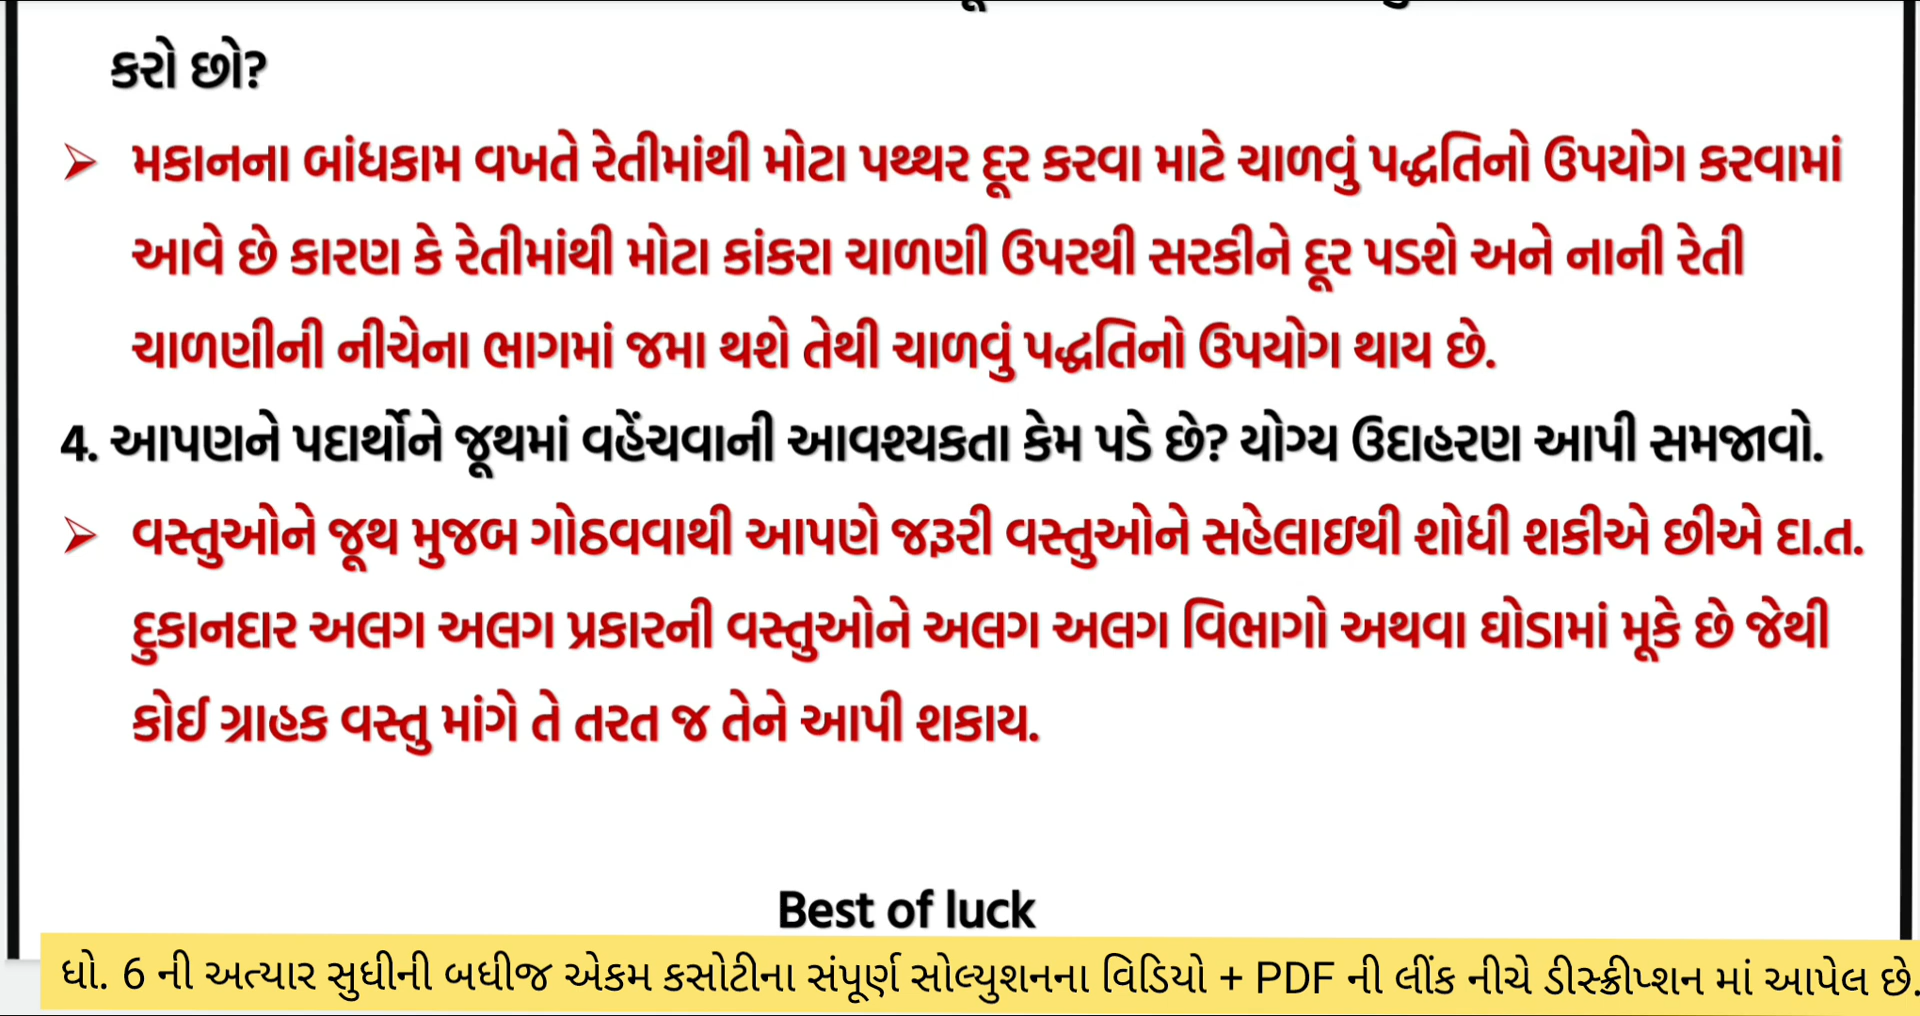 કરો છો?
➢ મકાનના બાંધકામ વખતે રેતીમાંથી મોટા પથ્થર દૂર કરવા માટે ચાળવું પદ્ધતિનો ઉપયોગ કરવામાં
આવે છે કારણ કે રેતીમાંથી મોટા કાંકરા ચાળણી ઉપરથી સરકીને દૂર પડશે અને નાની રેતી
ચાળણીની નીચેના ભાગમાં જમા થશે તેથી ચાળવું પદ્ધતિનો ઉપયોગ થાય છે.
4. આપણને પદાર્થોને જૂથમાં વહેંચવાની આવશ્યકતા કેમ પડે છે? યોગ્ય ઉદાહરણ આપી સમજાવો.
➢ વસ્તુઓને જૂથ મુજબ ગોઠવવાથી આપણે જરૂરી વસ્તુઓને સહેલાઇથી શોધી શકીએ છીએ દા.ત.
દુકાનદાર અલગ અલગ પ્રકારની વસ્તુઓને અલગ અલગ વિભાગો અથવા ઘોડામાં મૂકે છે જેથી
કોઈ ગ્રાહક વસ્તુ માંગે તે તરત જ તેને આપી શકાય.
Best of luck
ધો. 6 ની અત્યાર સુધીની બધીજ એકમ કસોટીના સંપૂર્ણ સોલ્યુશનના વિડિયો + PDF ની લીંક નીચે ડીસ્ક્રીપ્શન માં આપેલ છે.